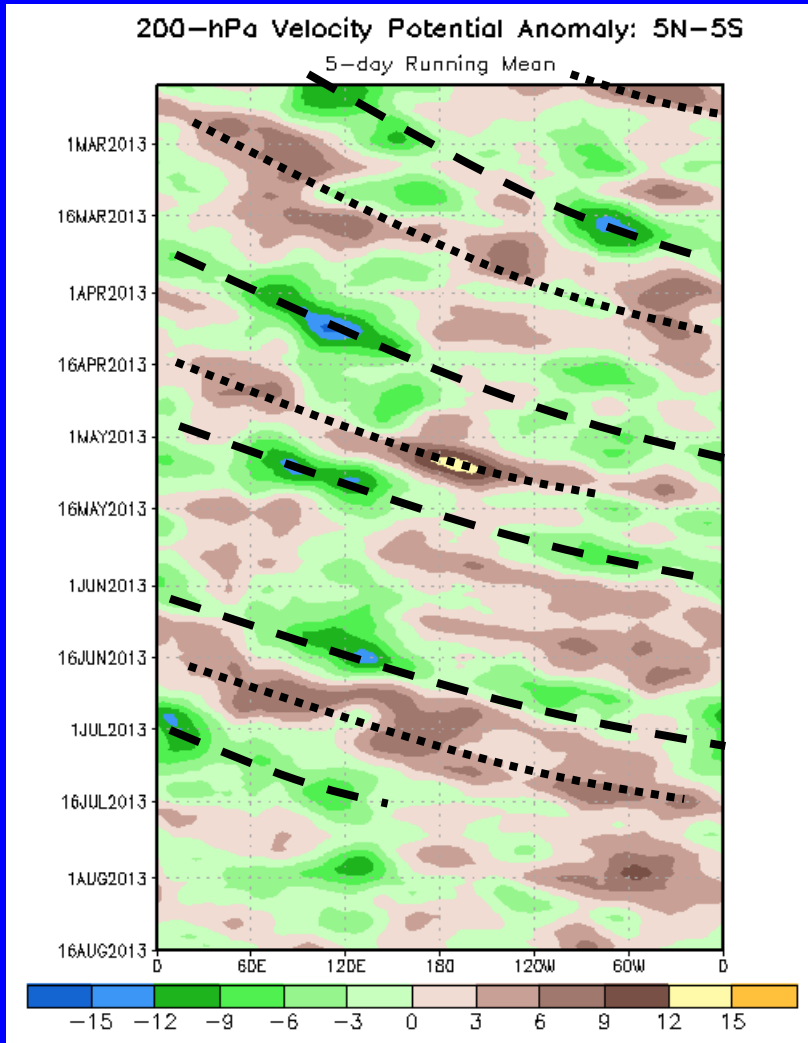 200-hPa Velocity Potential Anomaly: 5N-5S
5-day Running Mean
1MAR2013
16MAR2013
1APR2013
16APR2013
1MAY2013
16MAY2013
1JUN2013
16JUN2013
1JUL2013
16JUL2013
1AUG2013
16AUG2013
0 60E 120E 180 120W 60W 0
-15 -12 -9 -6 -3 0 3 6 9 12 15